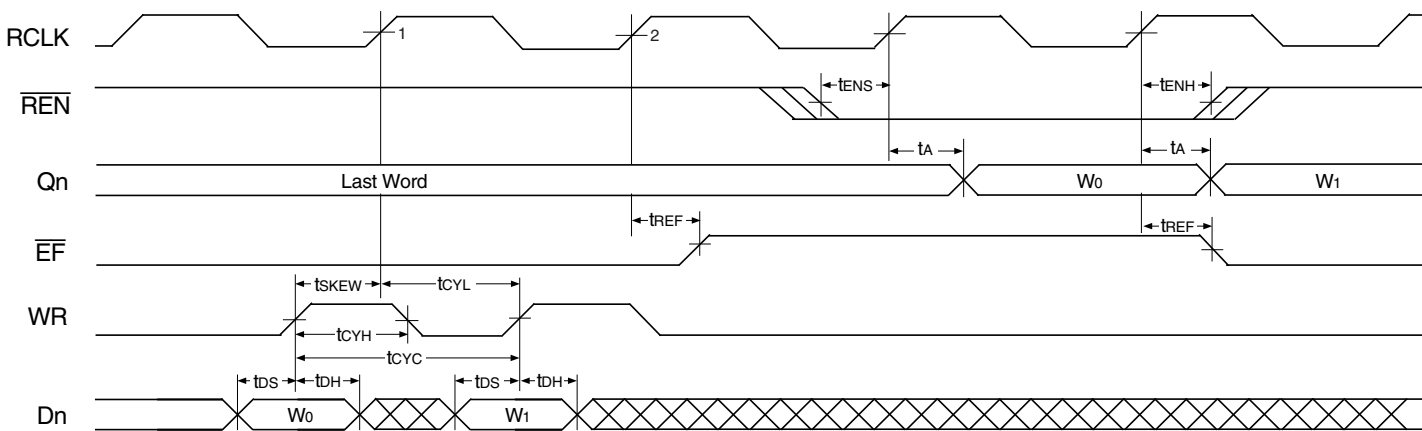 RCLK 1 2
REN tENS tENH
tA tA
Qn Last Word W0 W1
tREF tREF
EF
tSKEW tCYL
WR
tCYH
tCYC
tDS tDH tDS tDH
Dn W0 W1